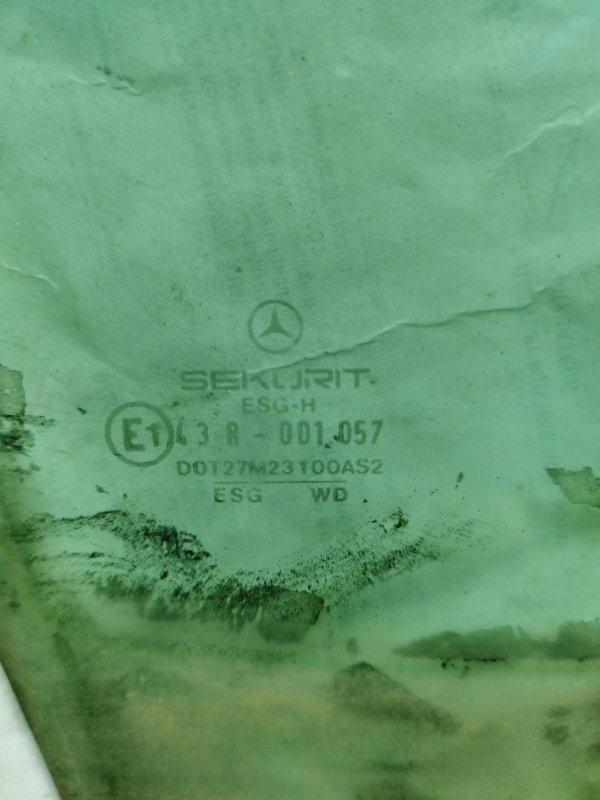 SEKURIT
ESG-H
E1 43 R - 001 057
DOT27M23100AS2
ESG WD